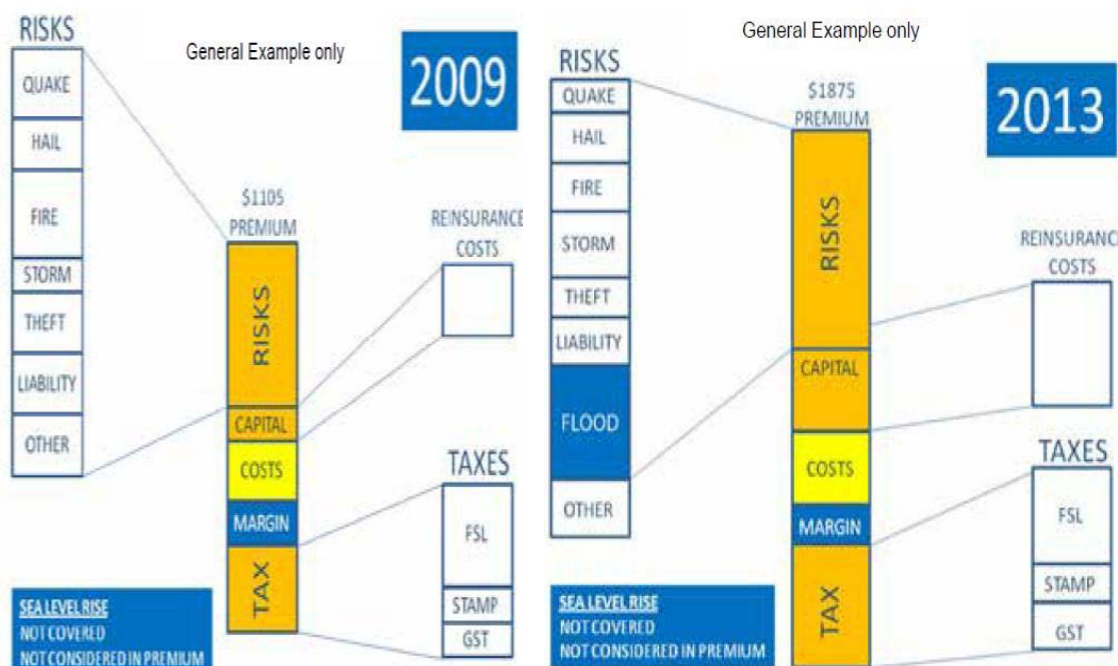 RISKS
General Example only
2009
QUAKE
HAIL
FIRE
STORM
THEFT
LIABILITY
OTHER
$1105
PREMIUM
RISKS
CAPITAL
COSTS
MARGIN
TAX
REINSURANCE
COSTS
TAXES
FSL
STAMP
GST
SEA LEVEL RISE
NOT COVERED
NOT CONSIDERED IN PREMIUM
General Example only
RISKS
2013
QUAKE
HAIL
FIRE
STORM
THEFT
LIABILITY
FLOOD
OTHER
$1875
PREMIUM
RISKS
CAPITAL
COSTS
MARGIN
TAX
REINSURANCE
COSTS
TAXES
FSL
STAMP
GST
SEA LEVEL RISE
NOT COVERED
NOT CONSIDERED IN PREMIUM